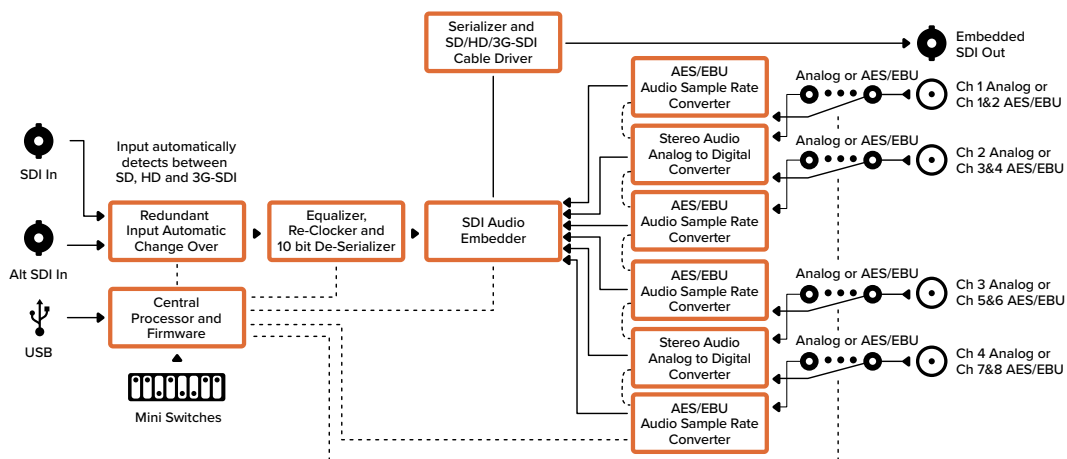 Serializer and
SD/HD/3G-SDI
Cable Driver
Embedded
SDI Out
AES/EBU
Audio Sample Rate
Converter
Analog or AES/EBU
Ch 1 Analog or
Ch 1&2 AES/EBU
SDI In
Input automatically
detects between
SD, HD and 3G-SDI
Stereo Audio
Analog to Digital
Converter
Analog or AES/EBU
Ch 2 Analog or
Ch 3&4 AES/EBU
Alt SDI In
Redundant
Input Automatic
Change Over
Equalizer,
Re-Clocker and
10 bit De-Serializer
SDI Audio
Embedder
AES/EBU
Audio Sample Rate
Converter
USB
Central
Processor and
Firmware
AES/EBU
Audio Sample Rate
Converter
Analog or AES/EBU
Ch 3 Analog or
Ch 5&6 AES/EBU
Mini Switches
Stereo Audio
Analog to Digital
Converter
Analog or AES/EBU
Ch 4 Analog or
Ch 7&8 AES/EBU
AES/EBU
Audio Sample Rate
Converter